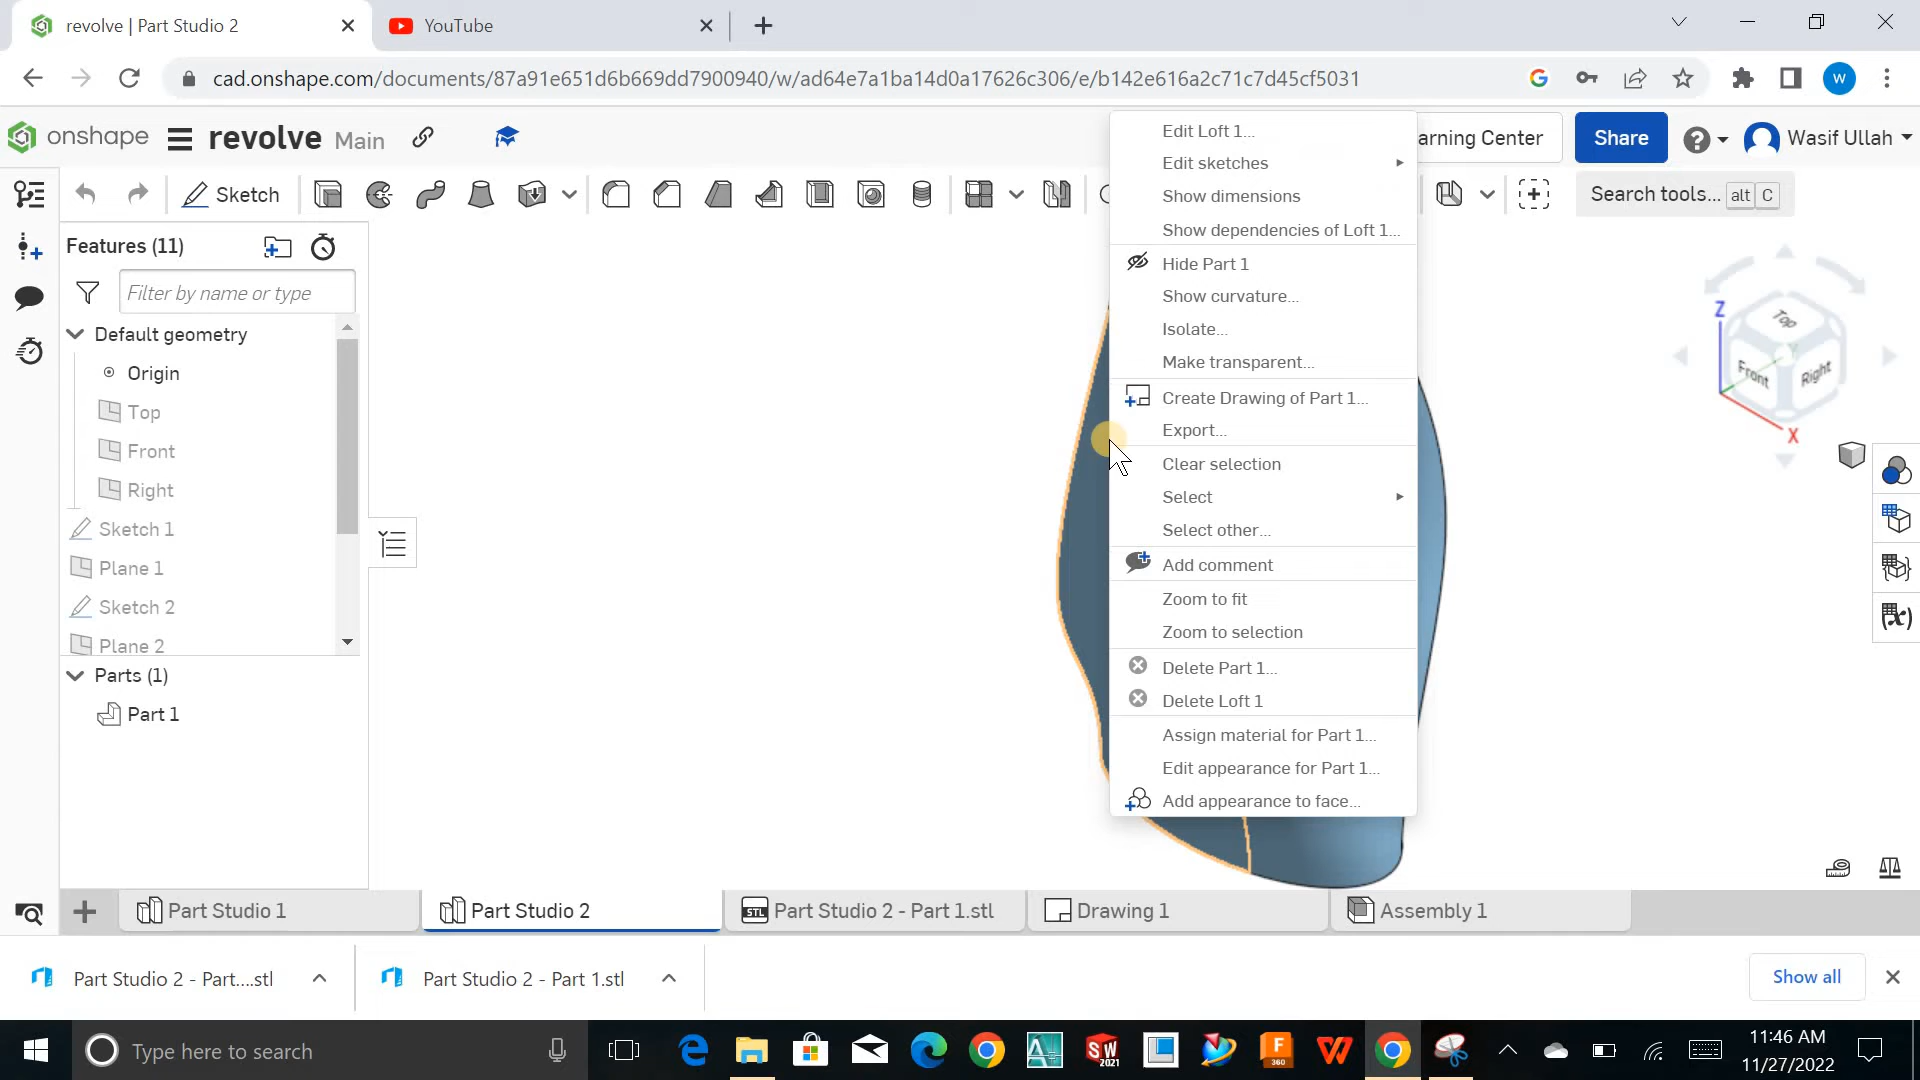 revolve | Part Studio 2
YouTube
cad.onshape.com/documents/87a91e651d6b669dd7900940/w/ad64e7a1ba14d0a17626c306/e/b142e616a2c71c7d45cf5031
W
onshape
revolve Main
arning Center
Share
Wasif Ullah
Sketch
Search tools... alt C
Features (11)
Filter by name or type
Default geometry
Origin
Top
Front
Right
Sketch 1
Plane 1
Sketch 2
Plane 2
Parts (1)
Part 1
Edit Loft 1...
Edit sketches
Show dimensions
Show dependencies of Loft 1...
Hide Part 1
Show curvature...
Isolate...
Make transparent...
Create Drawing of Part 1...
Export...
Clear selection
Select
Select other...
Add comment
Zoom to fit
Zoom to selection
Delete Part 1...
Delete Loft 1
Assign material for Part 1...
Edit appearance for Part 1...
Add appearance to face...
Z
Top
Front
Right
X
Part Studio 1
Part Studio 2
STL
Part Studio 2 - Part 1.stl
Drawing 1
Assembly 1
Part Studio 2 - Part....stl
Part Studio 2 - Part 1.stl
Show all
Type here to search
SW
2021
F
360
11:46 AM
11/27/2022